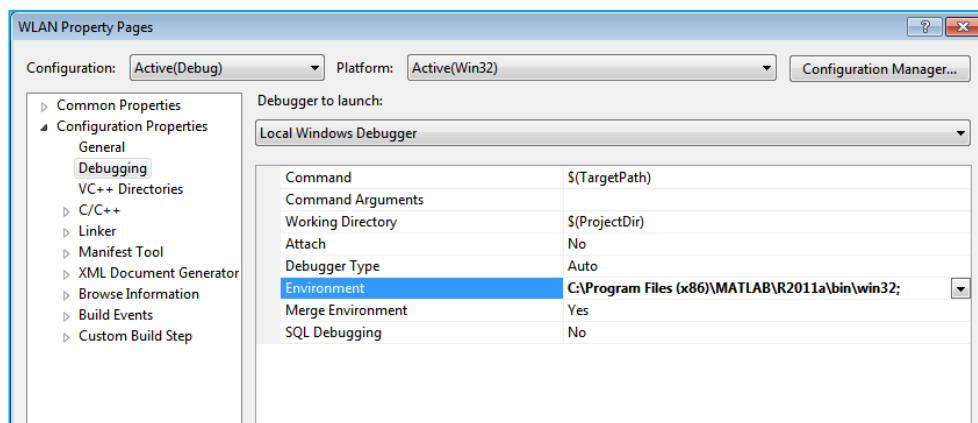 WLAN Property Pages
Configuration: Active(Debug) Platform: Active(Win32) Configuration Manager...
Common Properties
Configuration Properties
General
Debugging
VC++ Directories
C/C++
Linker
Manifest Tool
XML Document Generator
Browse Information
Build Events
Custom Build Step
Debugger to launch:
Local Windows Debugger
Command $(TargetPath)
Command Arguments
Working Directory $(ProjectDir)
Attach No
Debugger Type Auto
Environment C:\Program Files (x86)\MATLAB\R2011a\bin\win32;
Merge Environment Yes
SQL Debugging No